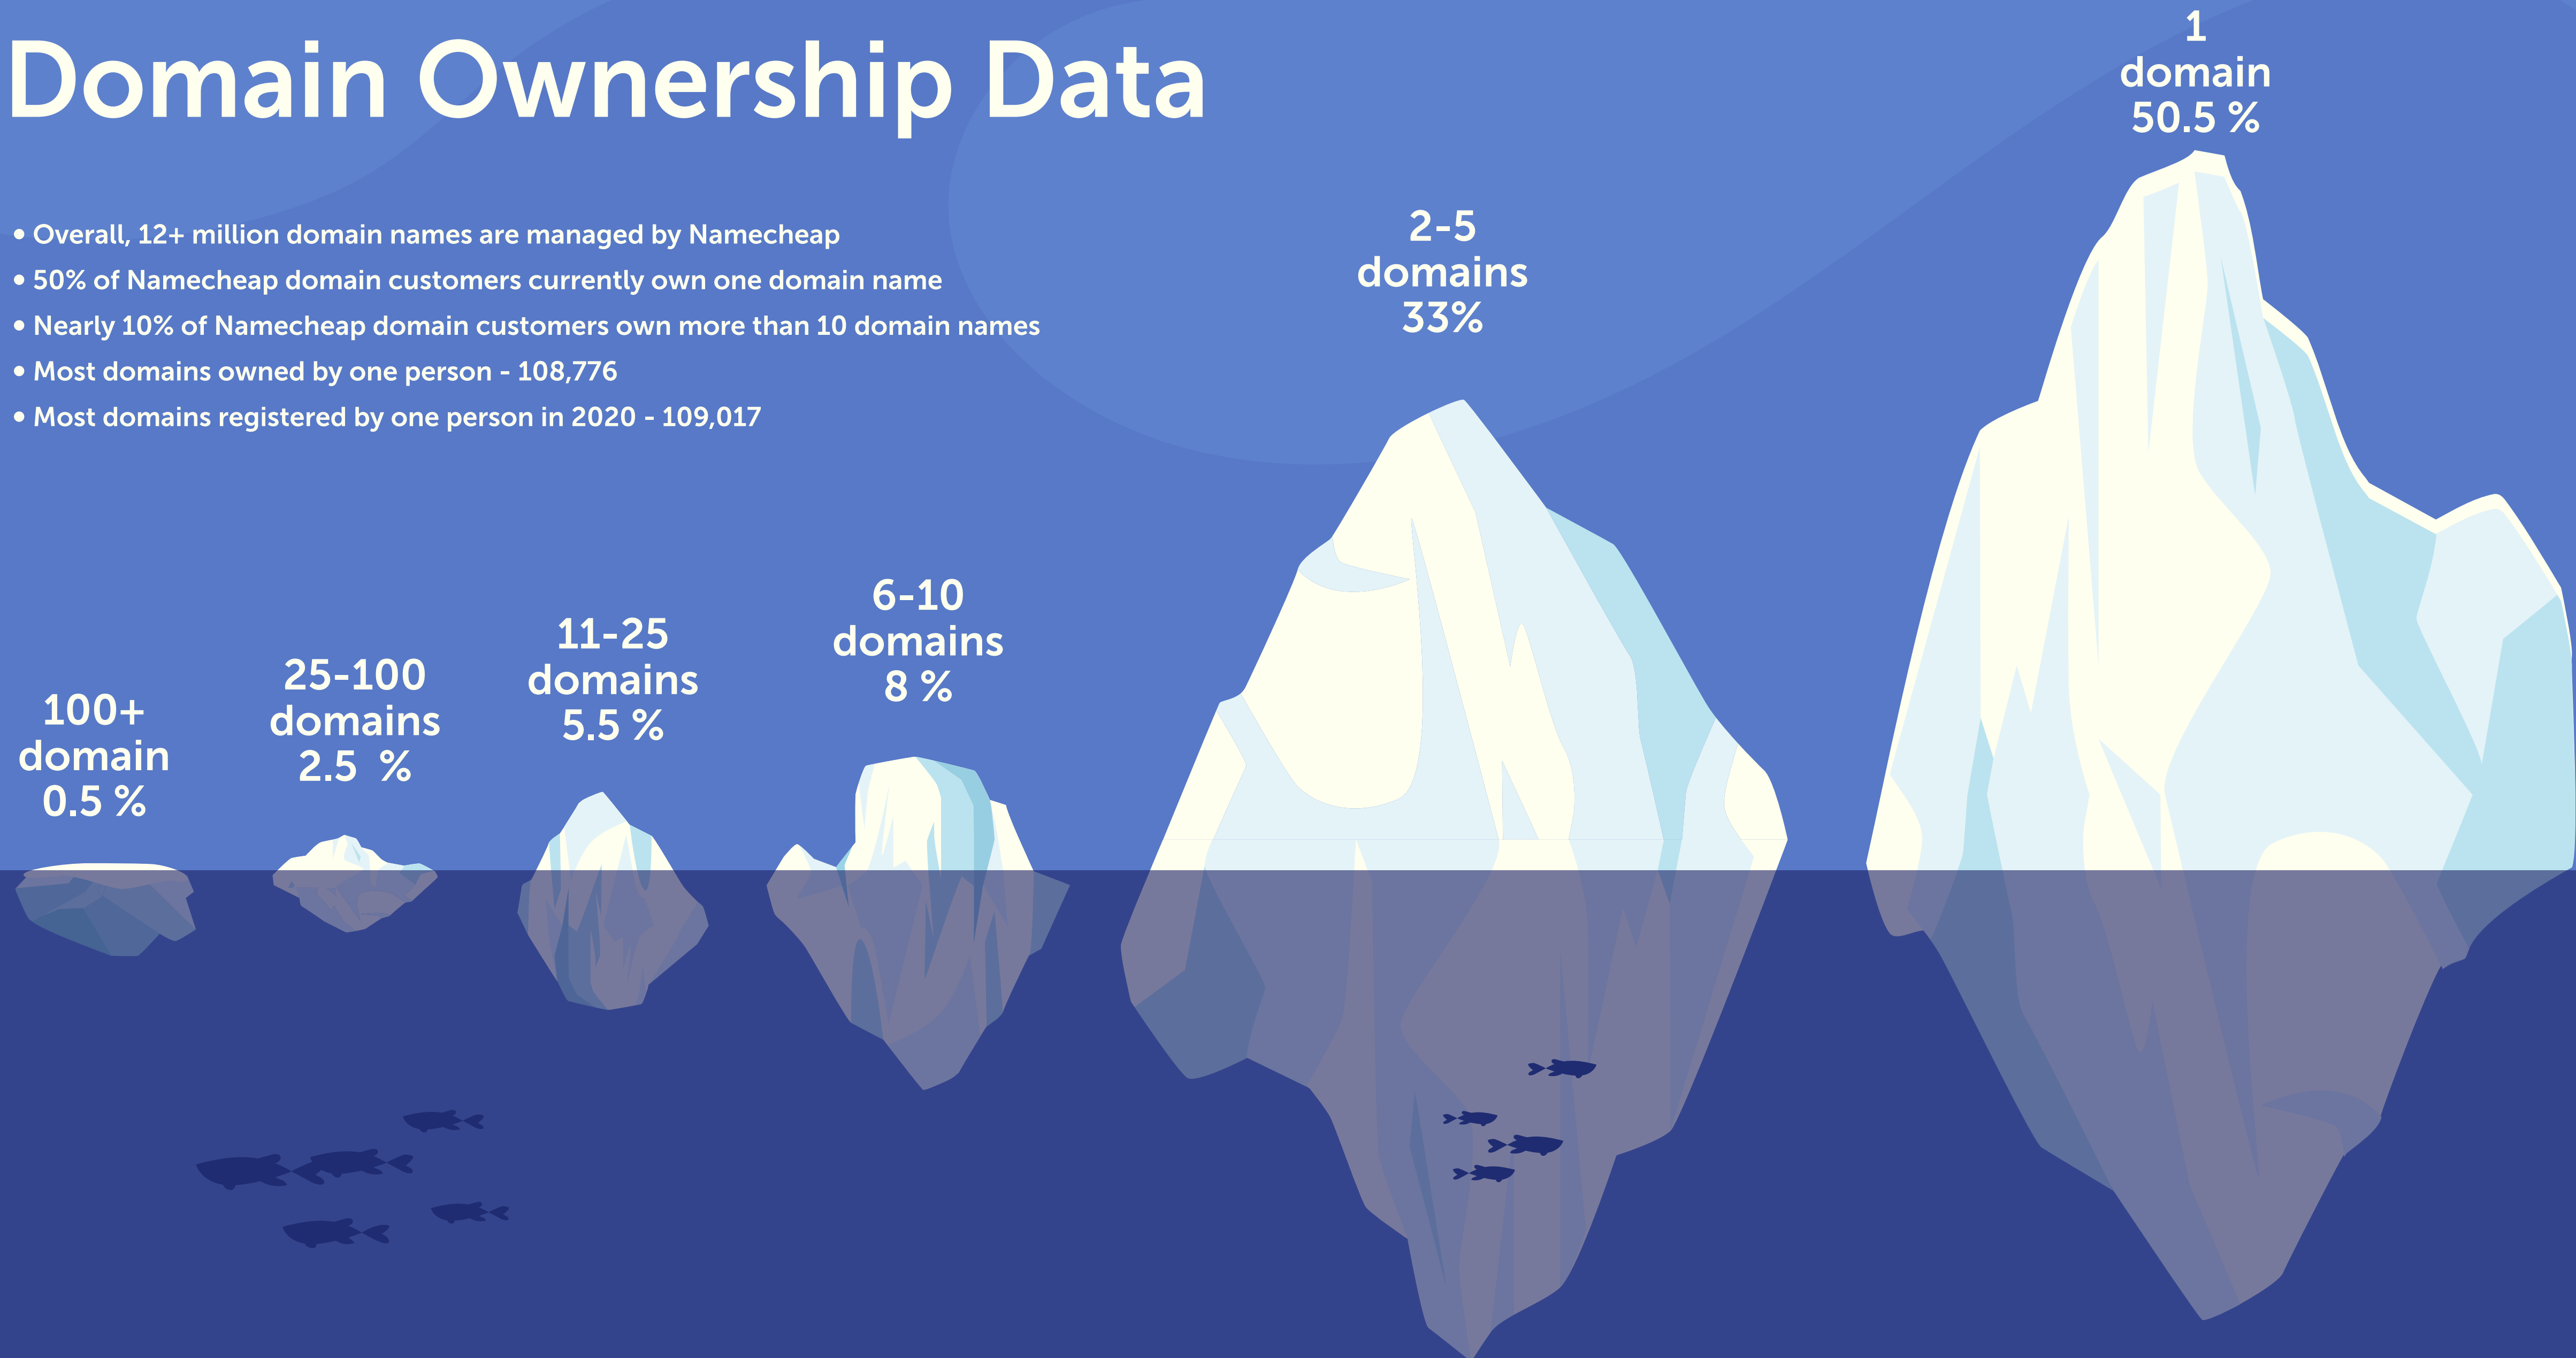 Domain Ownership Data
• Overall, 12+ million domain names are managed by Namecheap
• 50% of Namecheap domain customers currently own one domain name
• Nearly 10% of Namecheap domain customers own more than 10 domain names
• Most domains owned by one person - 108,776
• Most domains registered by one person in 2020 - 109,017
100+
domain
0.5 %
25-100
domains
2.5 %
11-25
domains
5.5 %
6-10
domains
8 %
2-5
domains
33%
1
domain
50.5 %